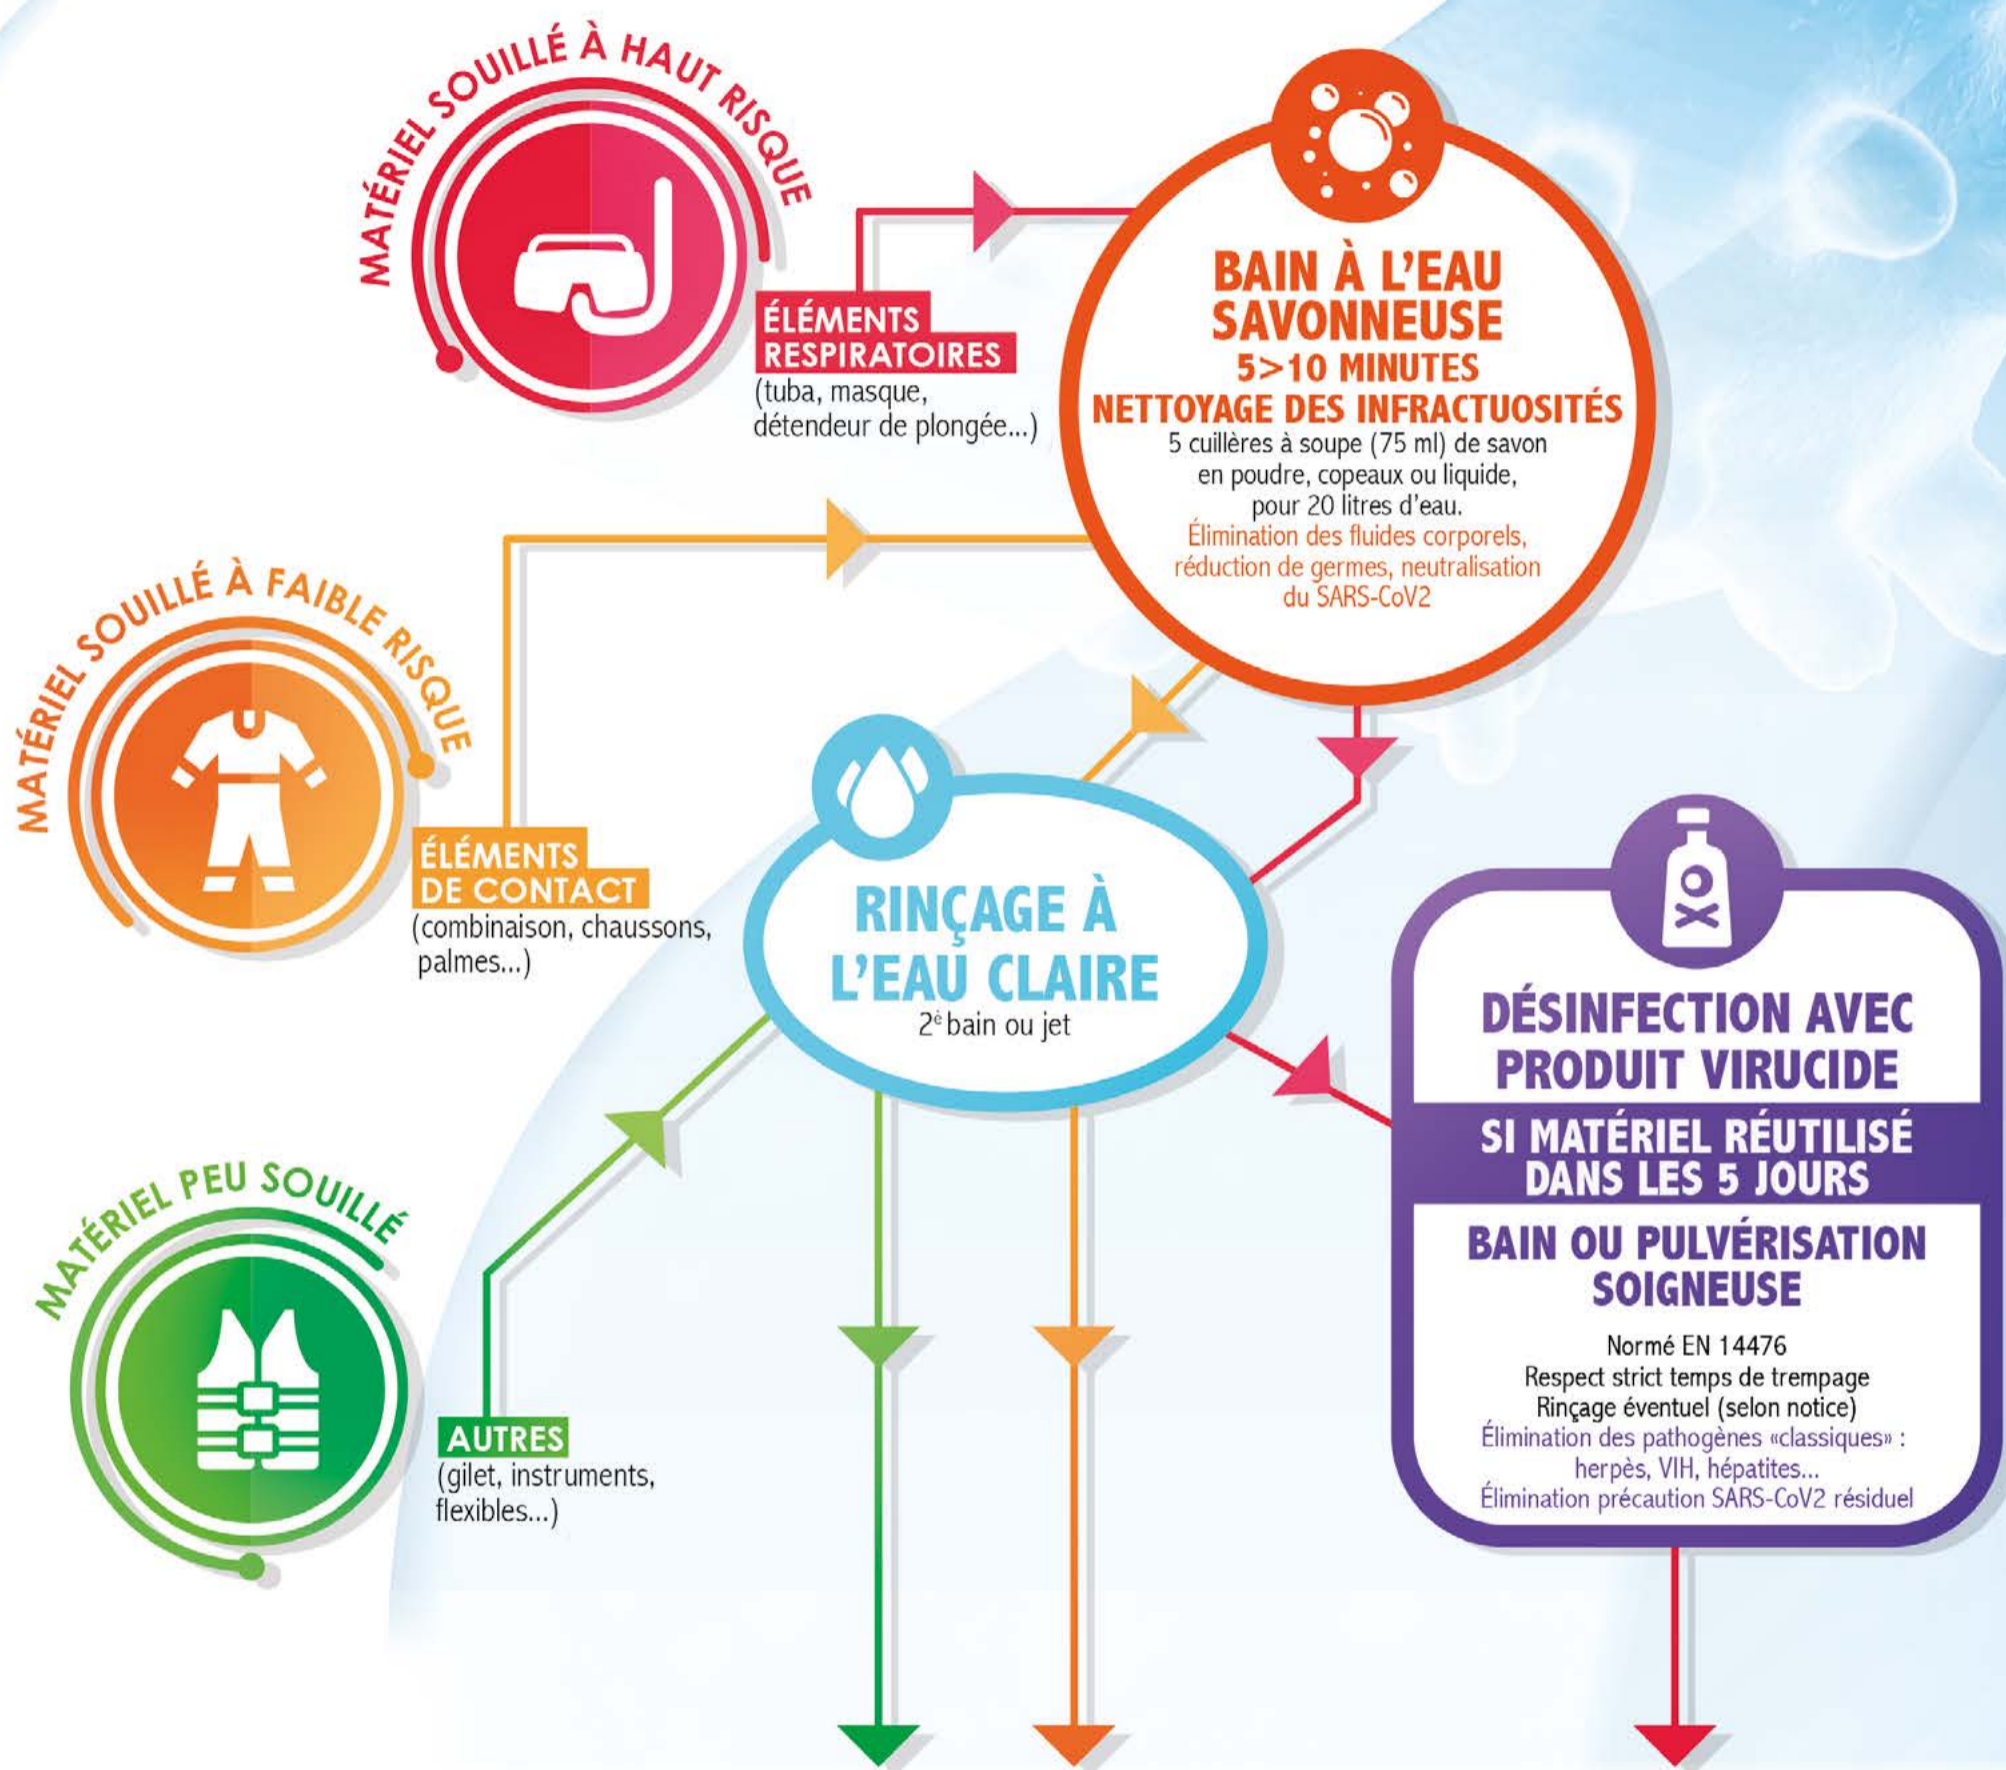 MATÉRIEL SOUILLÉ À HAUT RISQUE
ÉLÉMENTS
RESPIRATOIRES
(tuba, masque,
détendeur de plongée...)
BAIN À L'EAU
SAVONNEUSE
5>10 MINUTES
NETTOYAGE DES INFRACTUOSITÉS
5 cuillères à soupe (75 ml) de savon
en poudre, copeaux ou liquide,
pour 20 litres d'eau.
Élimination des fluides corporels,
réduction de germes, neutralisation
du SARS-CoV2
MATÉRIEL SOUILLÉ À FAIBLE RISQUE
ÉLÉMENTS
DE CONTACT
(combinaison, chaussons,
palmes...)
RINÇAGE À
L'EAU CLAIRE
2è bain ou jet
DÉSINFECTION AVEC
PRODUIT VIRUCIDE
SI MATÉRIEL RÉUTILISÉ
DANS LES 5 JOURS
BAIN OU PULVÉRISATION
SOIGNEUSE
Normé EN 14476
Respect strict temps de trempage
Rinçage éventuel (selon notice)
Élimination des pathogènes «classiques» :
herpès, VIH, hépatites...
Élimination précaution SARS-CoV2 résiduel
MATÉRIEL PEU SOUILLÉ
AUTRES
(gilet, instruments,
flexibles...)